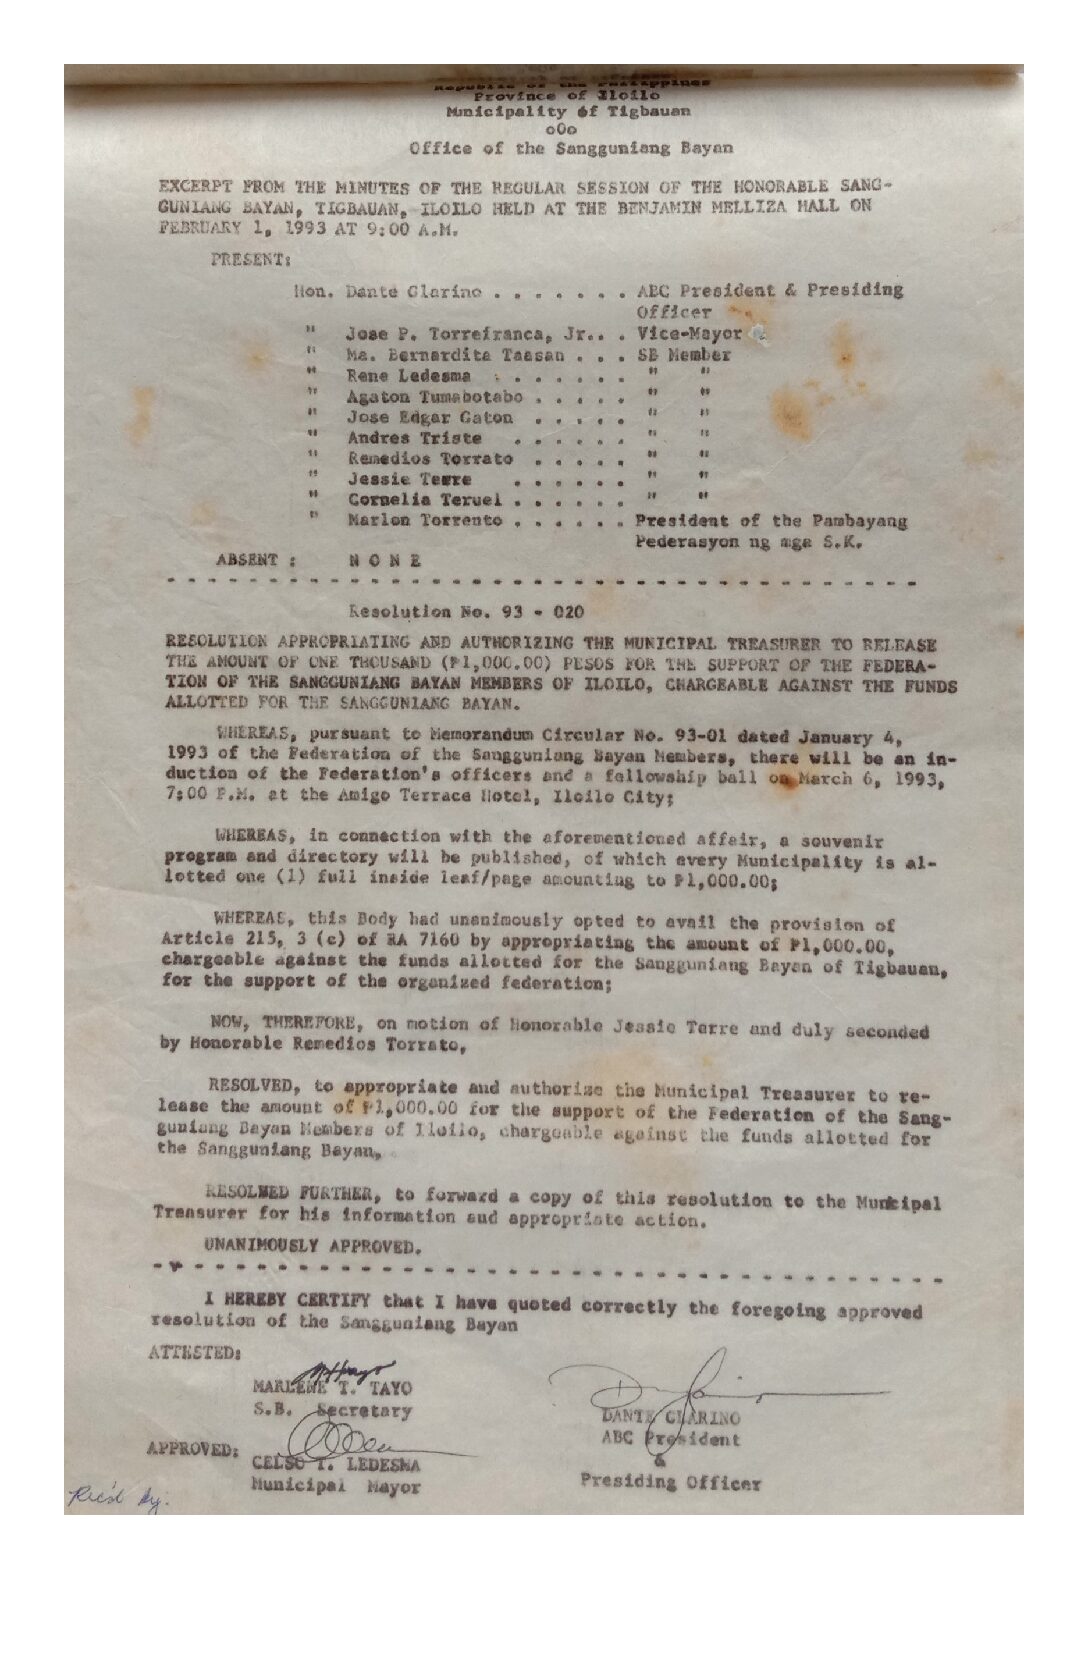 Republic of the Philippines
Province of Iloilo
Municipality of Tigbauan
oOo
Office of the Sangguniang Bayan
EXCERPT FROM THE MINUTES OF THE REGULAR SESSION OF THE HONORABLE SANG-
GUNIANG BAYAN, TIGBAUAN, ILOILO HELD AT THE BENJAMIN MELLIZA HALL ON
FEBRUARY 1, 1993 AT 9:00 A.M.
PRESENT:
Hon. Dante Clarino . . . . . . . ABC President & Presiding
Officer
" Jose P. Torrefranca, Jr.. . Vice-Mayor
" Ma. Bernardita Taasan . . . SB Member
" Rene Ledesma . . . . . . . " "
" Agaton Tumabotabo . . . . . " "
" Jose Edgar Gaton . . . . . " "
" Andres Triste . . . . . . " "
" Remedios Torrato . . . . . " "
" Jessie Terre . . . . . . " "
" Cornelia Teruel . . . . . . " "
" Marlon Torrento . . . . . . President of the Pambayang
Pederasyon ng mga S.K.
ABSENT : N O N E
- - - - - - - - - - - - - - - - - - - - - - - - - - - - - - - - - - - - -
Resolution No. 93 - 020
RESOLUTION APPROPRIATING AND AUTHORIZING THE MUNICIPAL TREASURER TO RELEASE
THE AMOUNT OF ONE THOUSAND (₱1,000.00) PESOS FOR THE SUPPORT OF THE FEDERA-
TION OF THE SANGGUNIANG BAYAN MEMBERS OF ILOILO, CHARGEABLE AGAINST THE FUNDS
ALLOTTED FOR THE SANGGUNIANG BAYAN.
WHEREAS, pursuant to Memorandum Circular No. 93-01 dated January 4,
1993 of the Federation of the Sangguniang Bayan Members, there will be an in-
duction of the Federation's officers and a fellowship ball on March 6, 1993,
7:00 P.M. at the Amigo Terrace Hotel, Iloilo City;
WHEREAS, in connection with the aforementioned affair, a souvenir
program and directory will be published, of which every Municipality is al-
lotted one (1) full inside leaf/page amounting to ₱1,000.00;
WHEREAS, this Body had unanimously opted to avail the provision of
Article 215, 3 (c) of RA 7160 by appropriating the amount of ₱1,000.00,
chargeable against the funds allotted for the Sangguniang Bayan of Tigbauan,
for the support of the organized federation;
NOW, THEREFORE, on motion of Honorable Jessie Terre and duly seconded
by Honorable Remedios Torrato,
RESOLVED, to appropriate and authorize the Municipal Treasurer to re-
lease the amount of ₱1,000.00 for the support of the Federation of the Sang-
guniang Bayan Members of Iloilo, chargeable against the funds allotted for
the Sangguniang Bayan,
RESOLVED FURTHER, to forward a copy of this resolution to the Municipal
Treasurer for his information and appropriate action.
UNANIMOUSLY APPROVED.
- - - - - - - - - - - - - - - - - - - - - - - - - - - - - - - - - - - - - -
I HEREBY CERTIFY that I have quoted correctly the foregoing approved
resolution of the Sangguniang Bayan
ATTESTED:
MARLENE T. TAYO
S.B. Secretary
DANTE CLARINO
ABC President
&
Presiding Officer
APPROVED:
CELSO T. LEDESMA
Municipal Mayor
Rec'd by: